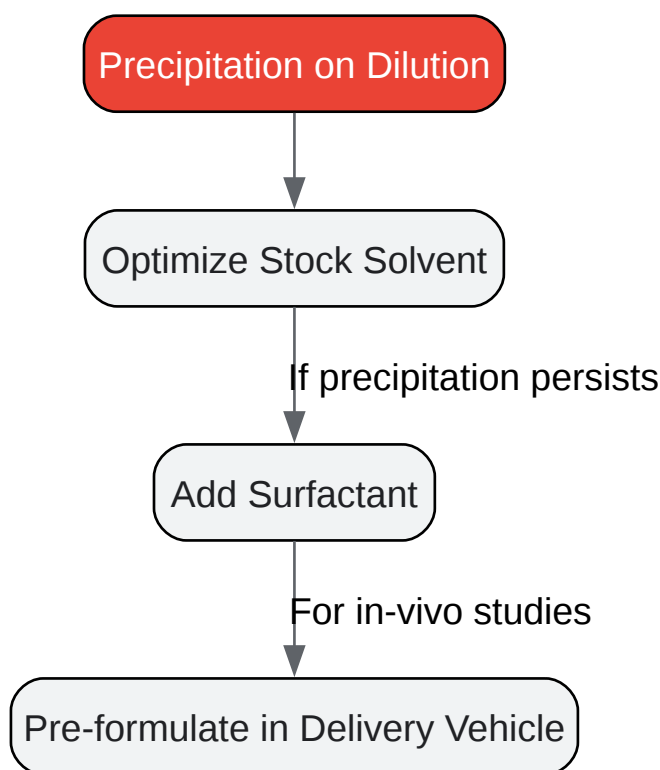 Precipitation on Dilution
Optimize Stock Solvent
If precipitation persists
Add Surfactant
For in-vivo studies
Pre-formulate in Delivery Vehicle